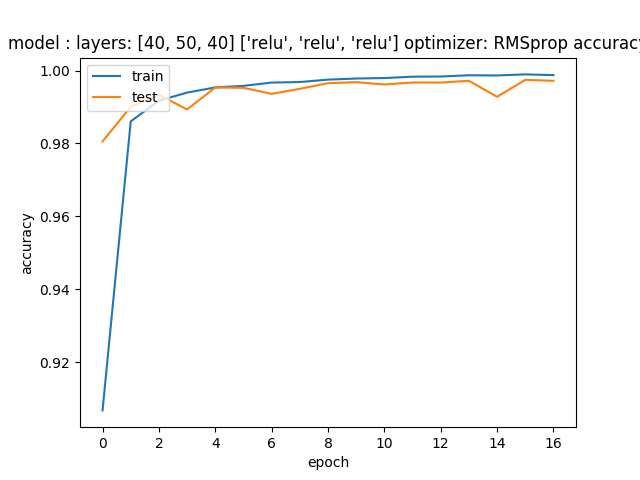 model : layers: [40, 50, 40] ['relu', 'relu', 'relu'] optimizer: RMSprop accuracy
1.00
0.98
0.96
0.94
0.92
accuracy
train
test
0 2 4 6 8 10 12 14 16
epoch